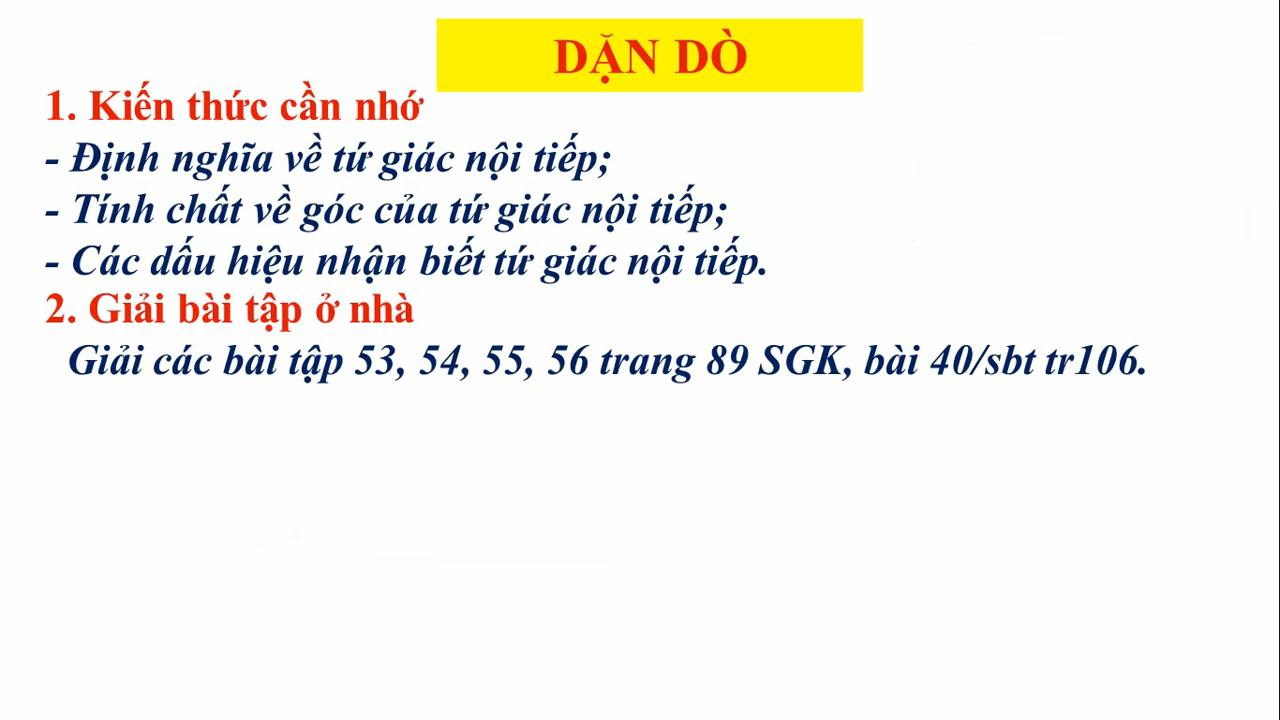 DẶN DÒ
1. Kiến thức cần nhớ
- Định nghĩa về tứ giác nội tiếp;
- Tính chất về góc của tứ giác nội tiếp;
- Các dấu hiệu nhận biết tứ giác nội tiếp.
2. Giải bài tập ở nhà
Giải các bài tập 53, 54, 55, 56 trang 89 SGK, bài 40/sbt tr106.